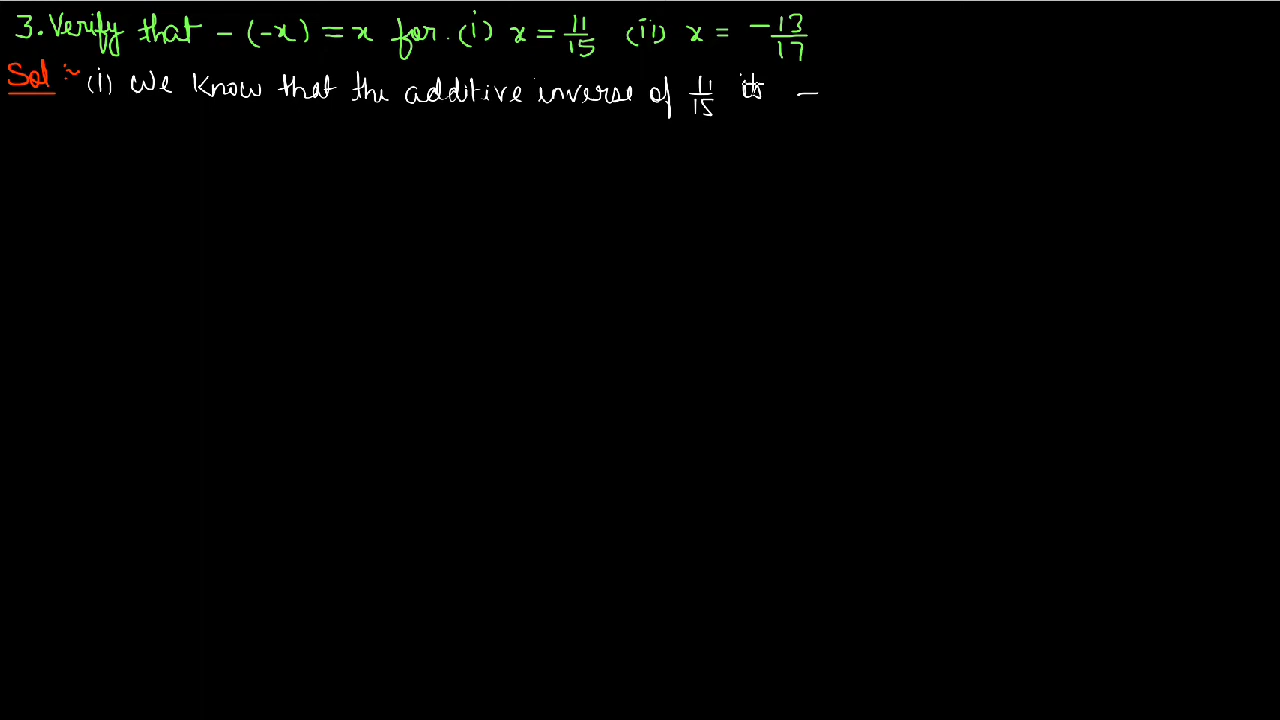 3. Verify that - (-x) = x for. (i) x = 11/15 (ii) x = -13/17
Sol :~ (i) We know that the additive inverse of 11/15 is -